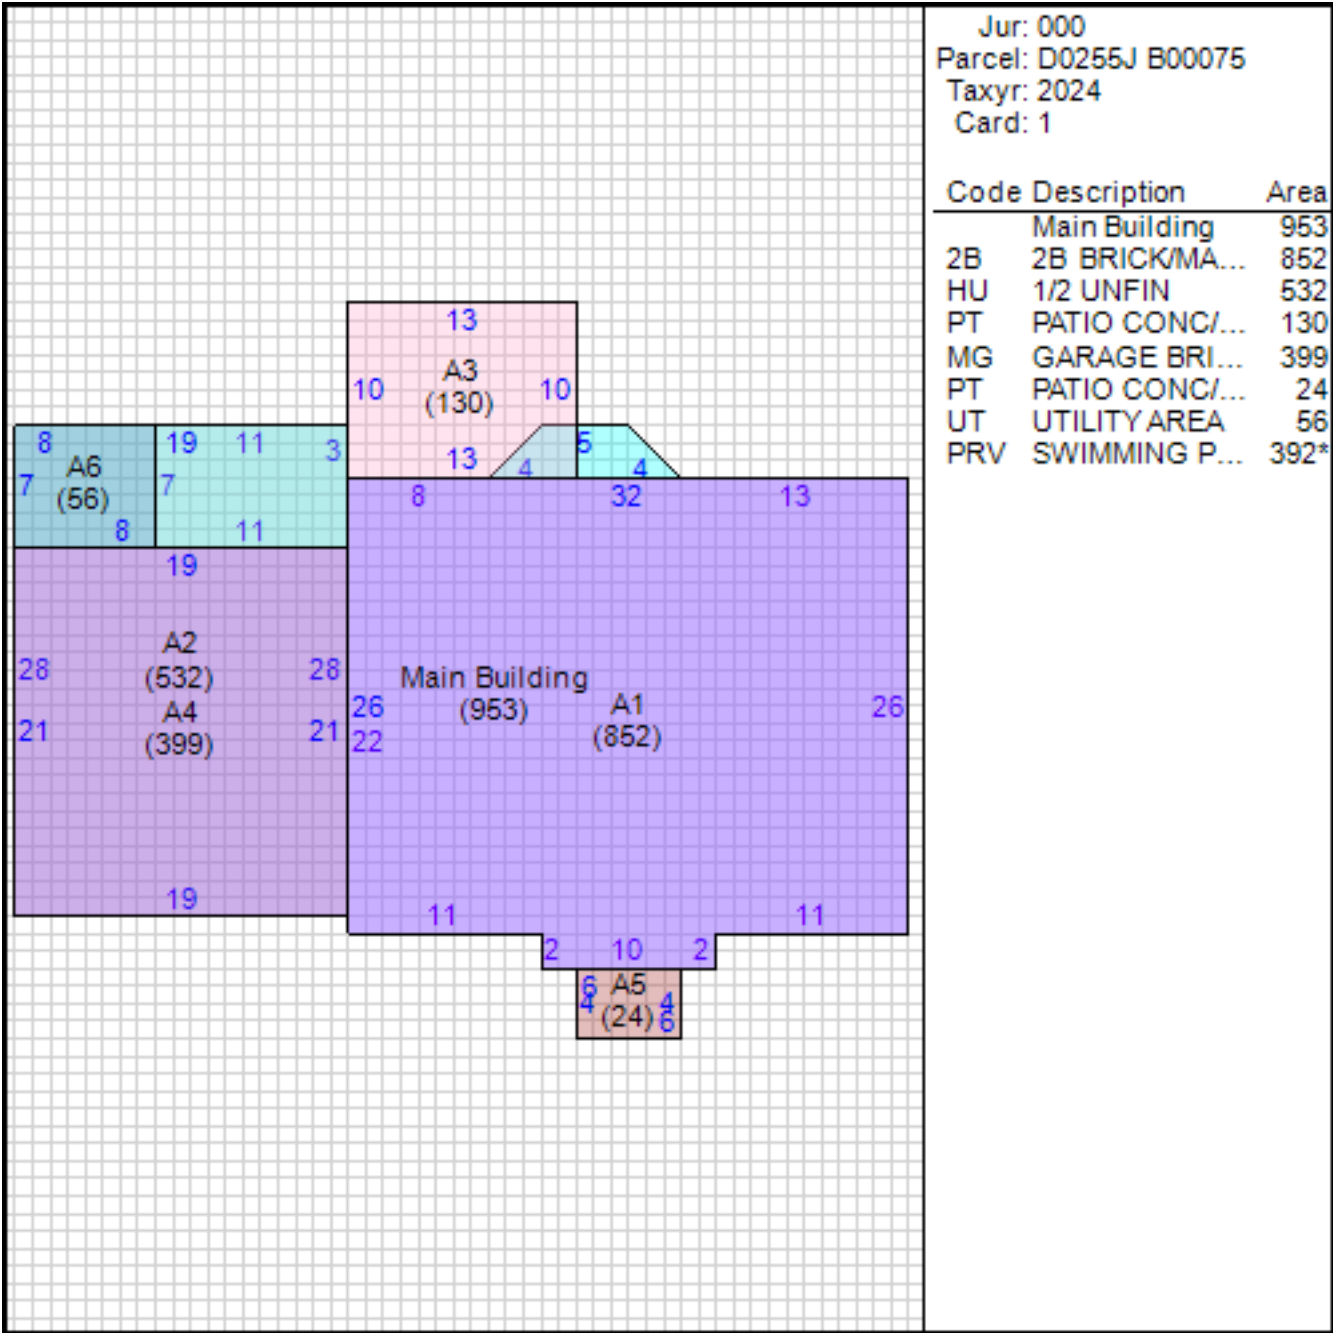 Jur: 000
Parcel: D0255J B00075
Taxyr: 2024
Card: 1
Code Description Area
Main Building 953
2B 2B BRICK/MA... 852
HU 1/2 UNFIN 532
PT PATIO CONC/... 130
MG GARAGE BRI... 399
PT PATIO CONC/... 24
UT UTILITY AREA 56
PRV SWIMMING P... 392*
13
A3
(130)
10 10
13
8 19 11 3
A6
(56)
7 7
8 11
5
4 4
8 32 13
19
A2
(532)
28 28
A4
(399)
21 21
19
Main Building
(953)
A1
(852)
26 26
22
11 11
2 10 2
6 A5
4 4
(24) 6